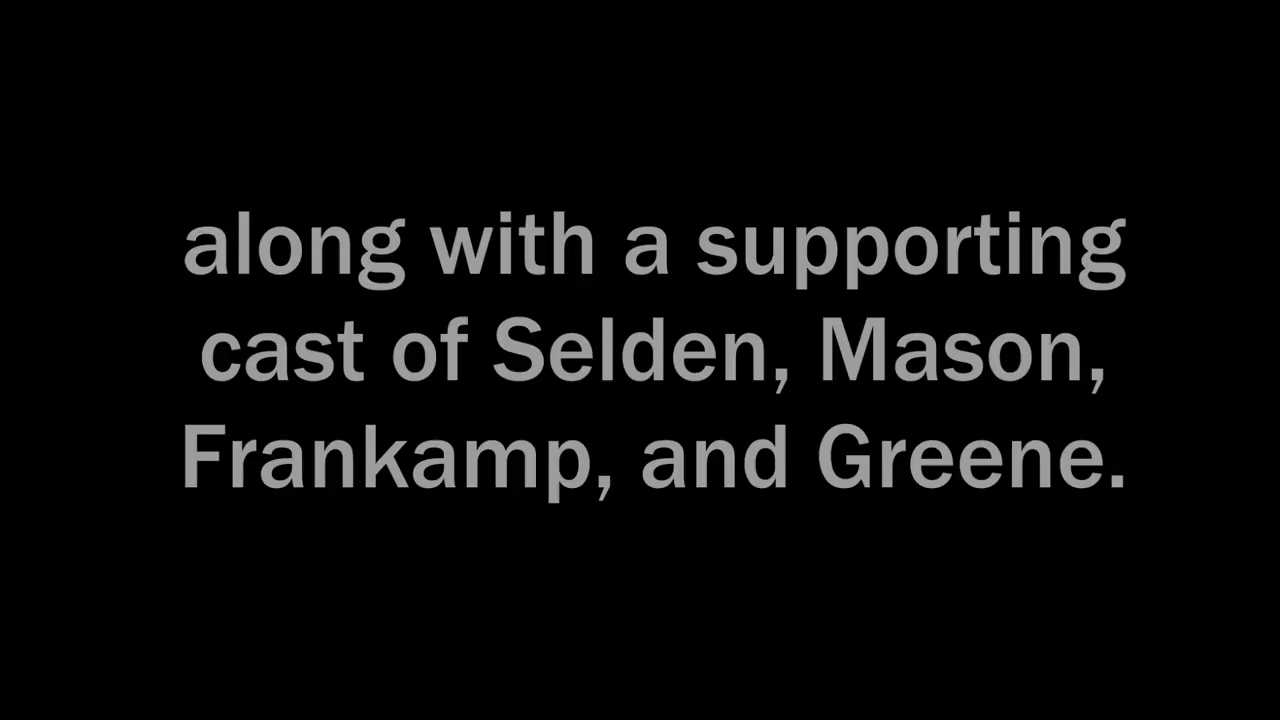 along with a supporting
cast of Selden, Mason,
Frankamp, and Greene.